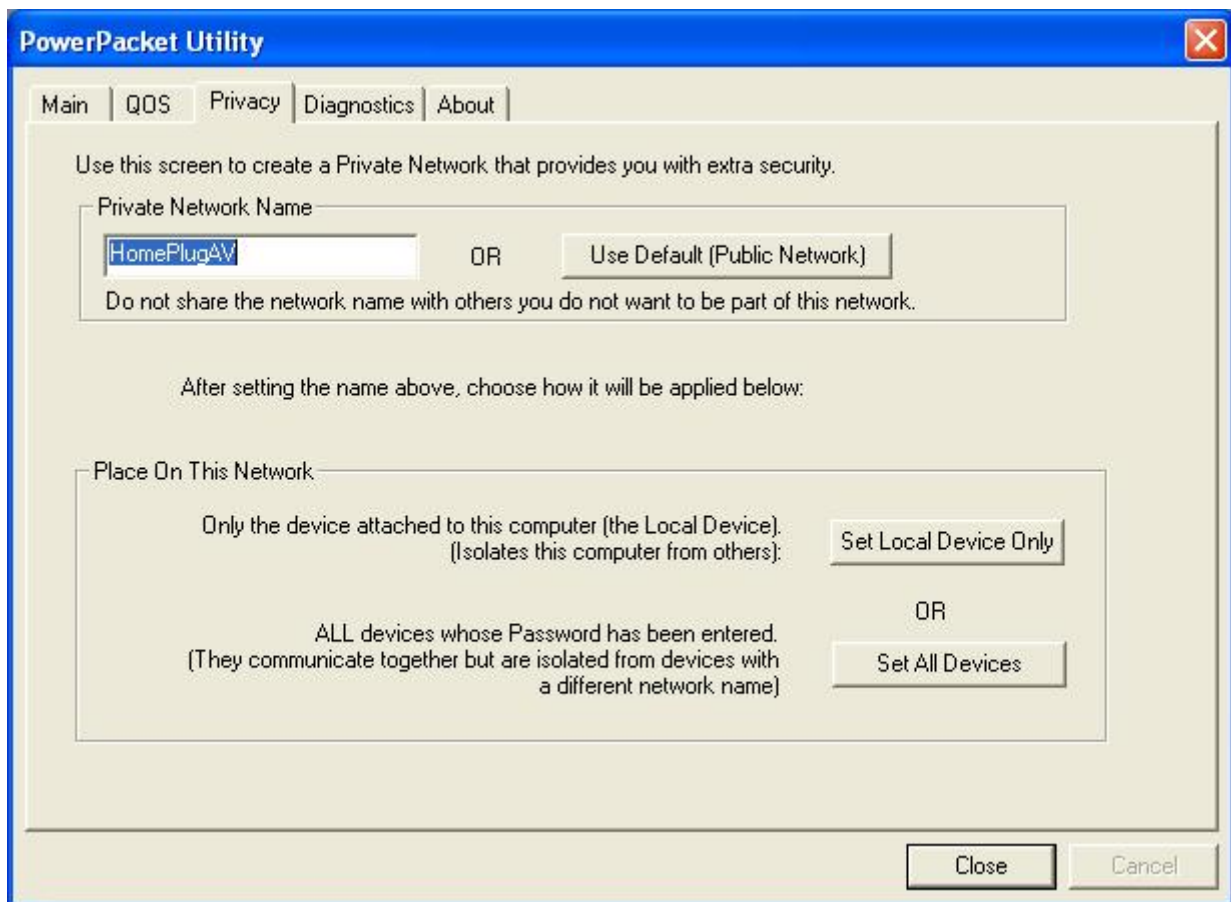 PowerPacket Utility
Main QOS Privacy Diagnostics About
Use this screen to create a Private Network that provides you with extra security.
Private Network Name
HomePlugAV OR Use Default (Public Network)
Do not share the network name with others you do not want to be part of this network.
After setting the name above, choose how it will be applied below:
Place On This Network
Only the device attached to this computer (the Local Device).
(Isolates this computer from others):
Set Local Device Only
OR
ALL devices whose Password has been entered.
(They communicate together but are isolated from devices with
a different network name)
Set All Devices
Close Cancel